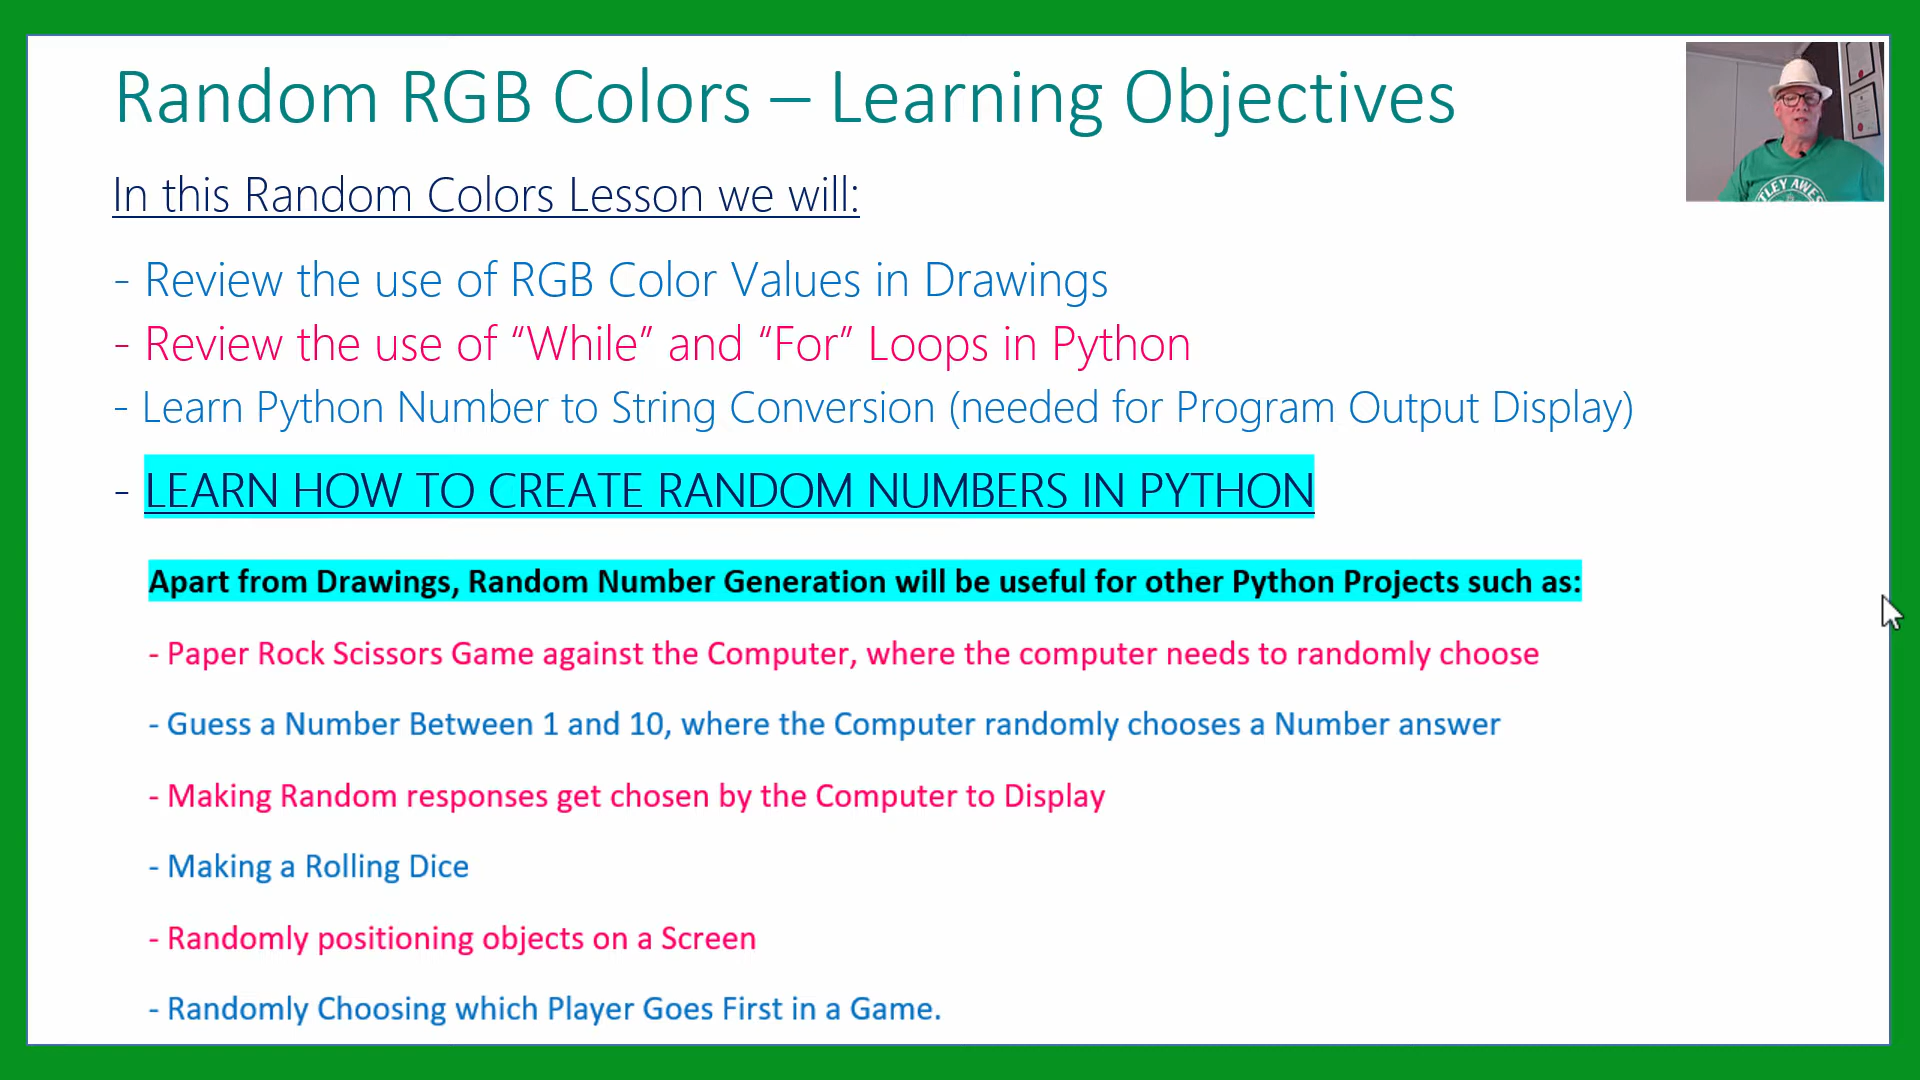 Random RGB Colors – Learning Objectives
In this Random Colors Lesson we will:
- Review the use of RGB Color Values in Drawings
- Review the use of “While” and “For” Loops in Python
- Learn Python Number to String Conversion (needed for Program Output Display)
- LEARN HOW TO CREATE RANDOM NUMBERS IN PYTHON
Apart from Drawings, Random Number Generation will be useful for other Python Projects such as:
- Paper Rock Scissors Game against the Computer, where the computer needs to randomly choose
- Guess a Number Between 1 and 10, where the Computer randomly chooses a Number answer
- Making Random responses get chosen by the Computer to Display
- Making a Rolling Dice
- Randomly positioning objects on a Screen
- Randomly Choosing which Player Goes First in a Game.